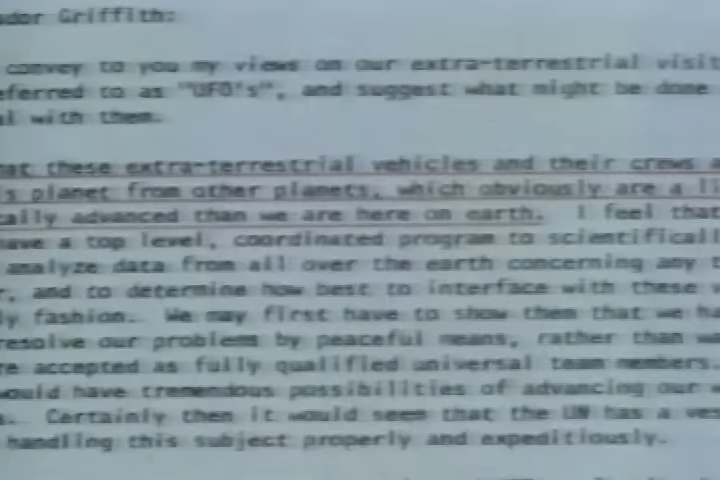 ador Griffith:
convey to you my views on our extra-terrestrial visit
eferred to as "UFO's", and suggest what might be done
al with them.
hat these extra-terrestrial vehicles and their crews a
s planet from other planets, which obviously are a li
cally advanced than we are here on earth. I feel that
have a top level, coordinated program to scientificall
analyze data from all over the earth concerning any t
r, and to determine how best to interface with these v
ly fashion. We may first have to show them that we ha
resolve our problems by peaceful means, rather than wa
re accepted as fully qualified universal team members.
would have tremendous possibilities of advancing our w
s. Certainly then it would seem that the UN has a ves
handling this subject properly and expeditiously.